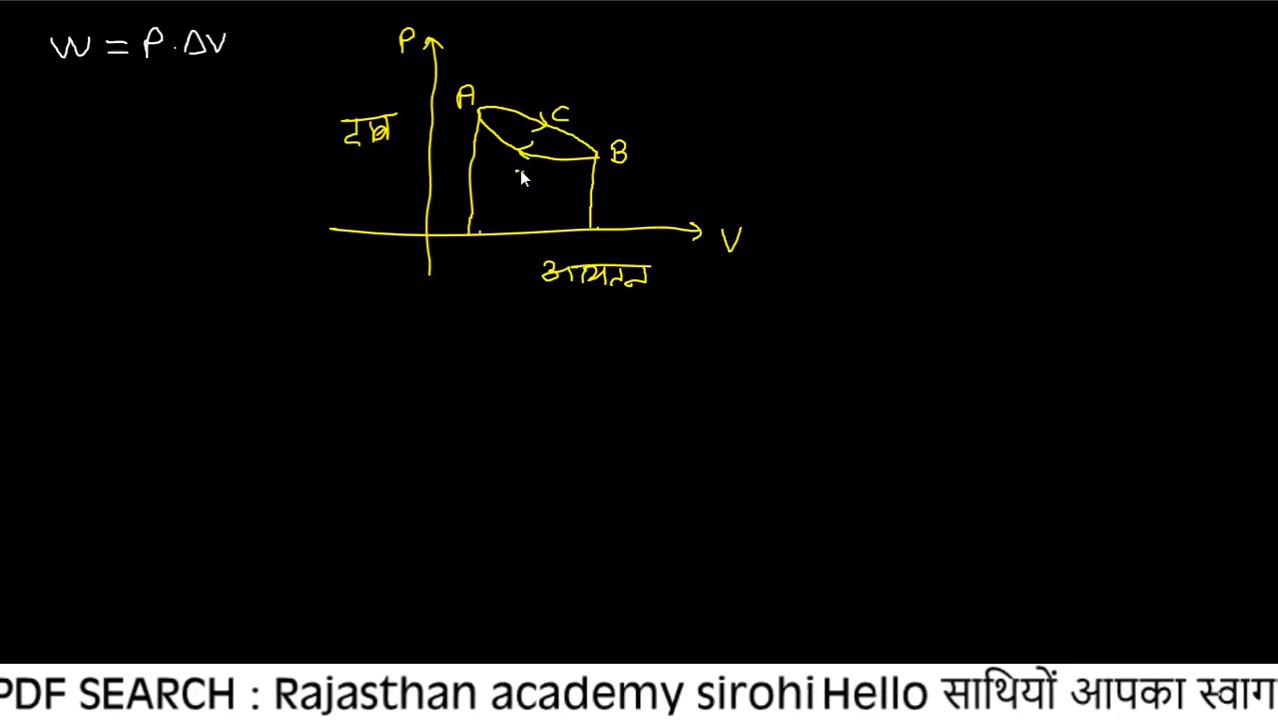 W = P·ΔV
P
A
C
दाब
B
V
आयतन
PDF SEARCH : Rajasthan academy sirohi Hello साथियों आपका स्वाग